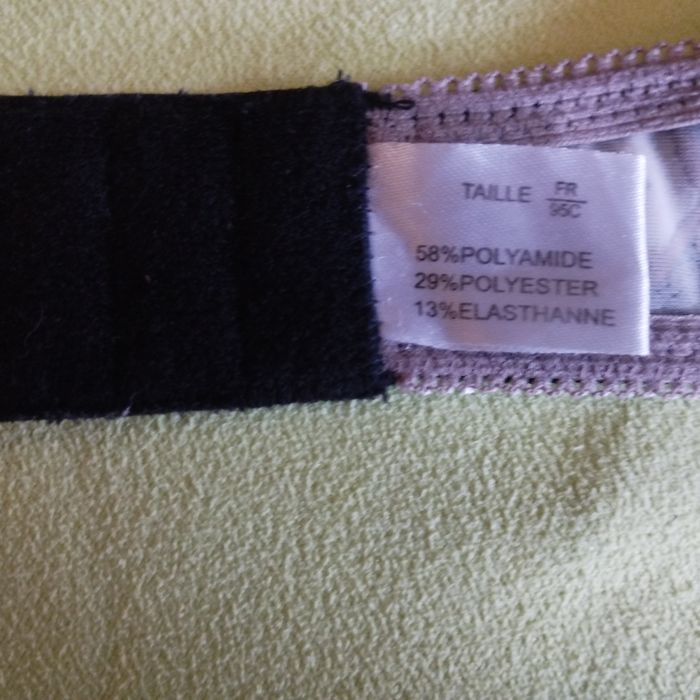 TAILLE FR
95C
58%POLYAMIDE
29%POLYESTER
13%ELASTHANNE